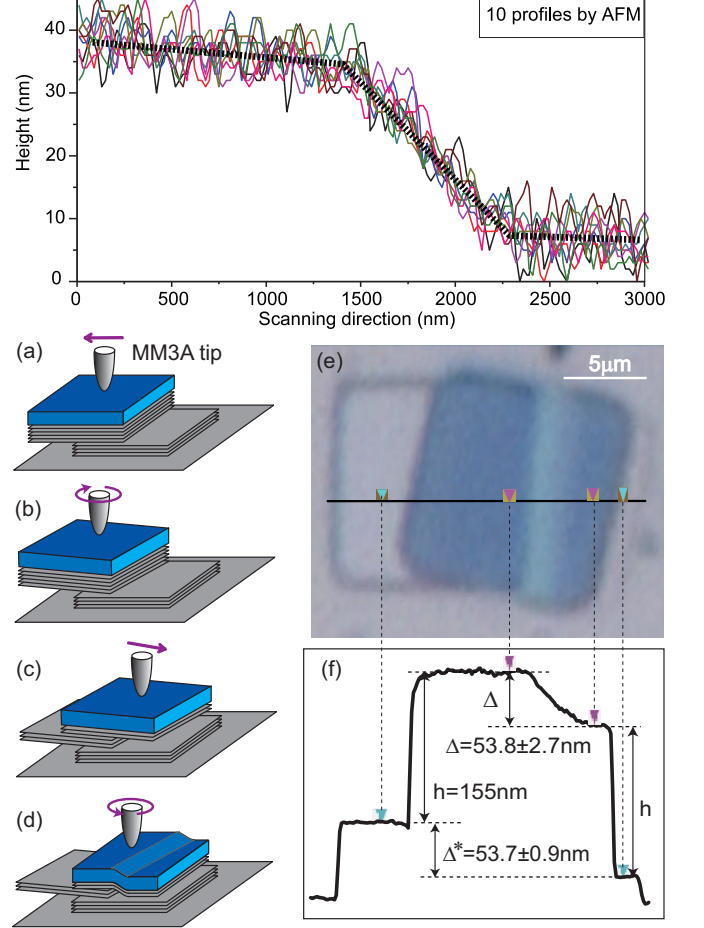 10 profiles by AFM
Height (nm)
40
30
20
10
0
0 500 1000 1500 2000 2500 3000
Scanning direction (nm)
(a)
MM3A tip
(b)
(c)
(d)
(e)
5μm
(f)
Δ
Δ=53.8±2.7nm
h=155nm
h
Δ*=53.7±0.9nm